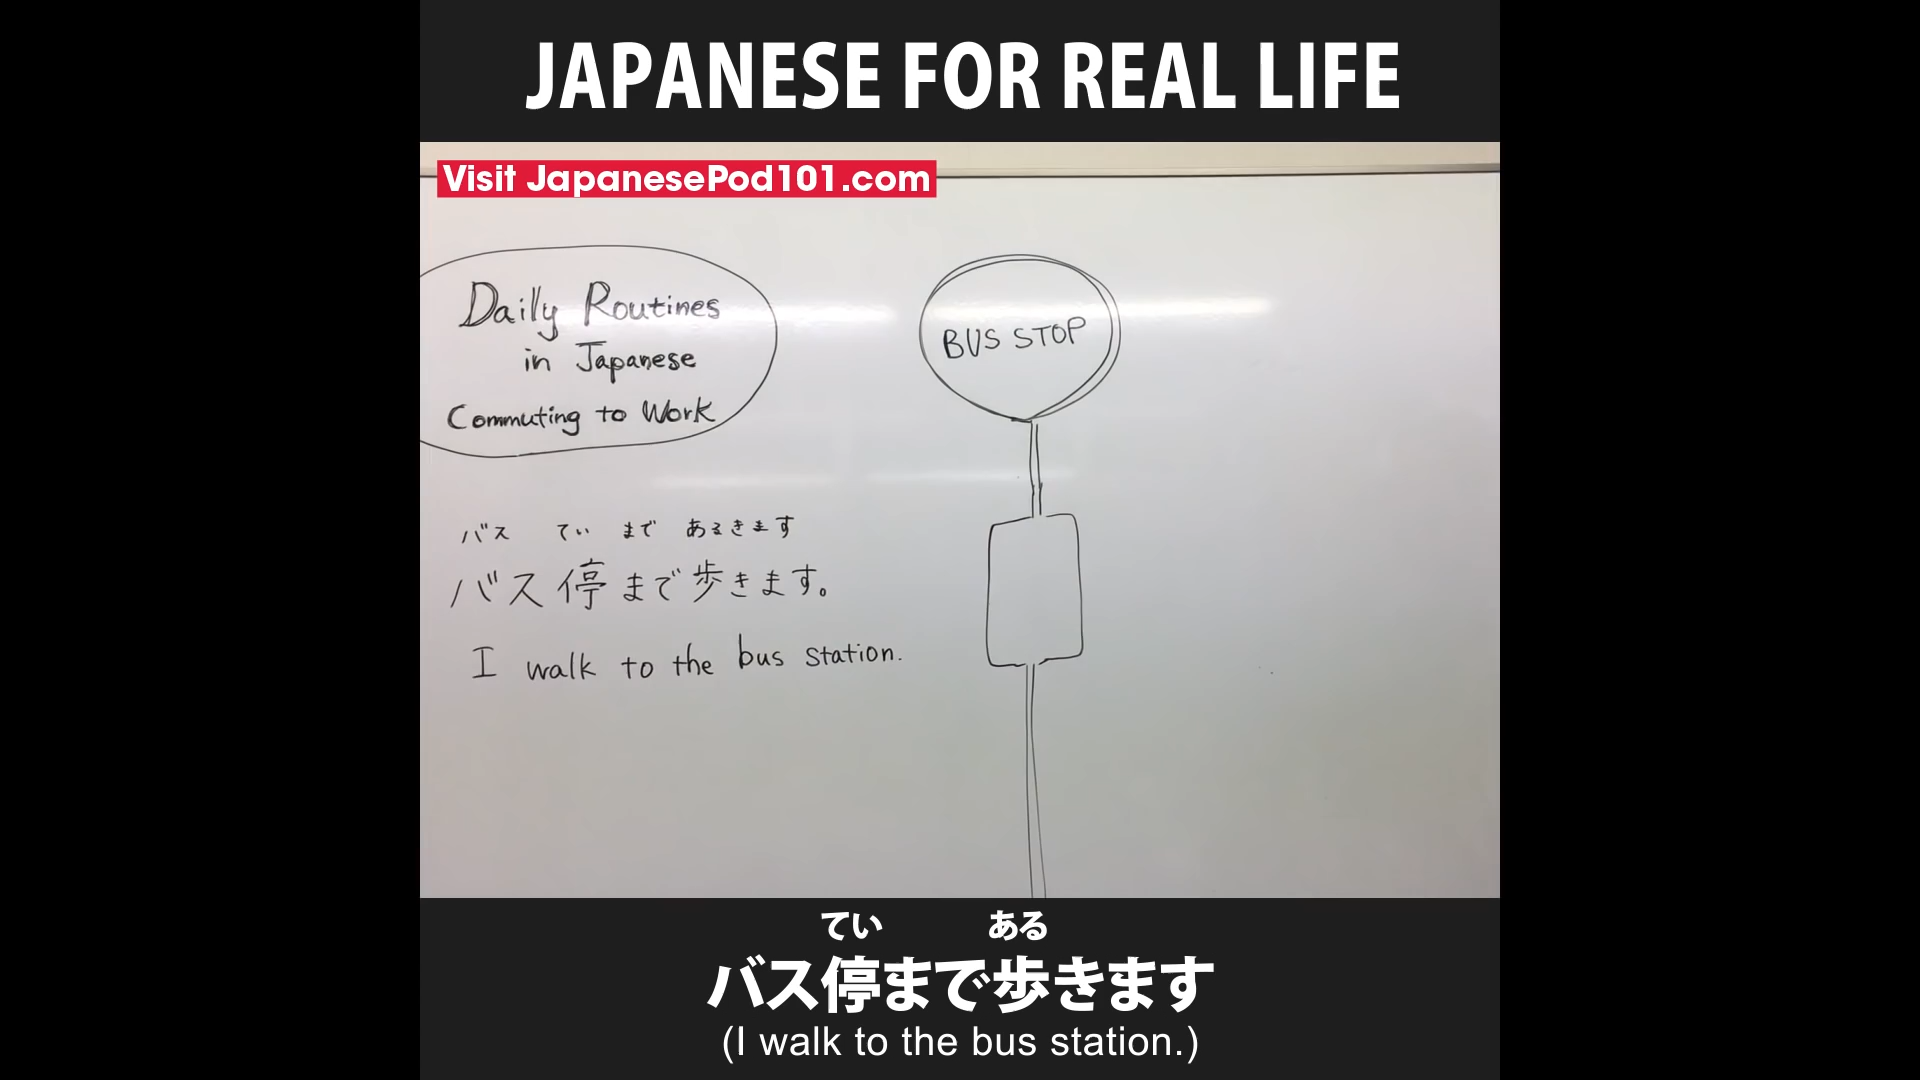 JAPANESE FOR REAL LIFE
Visit JapanesePod101.com
Daily Routines
in Japanese
Commuting to Work
BUS STOP
バス てい まで あるきます
バス停まで歩きます。
I walk to the bus station.
てい ある
バス停まで歩きます
(I walk to the bus station.)